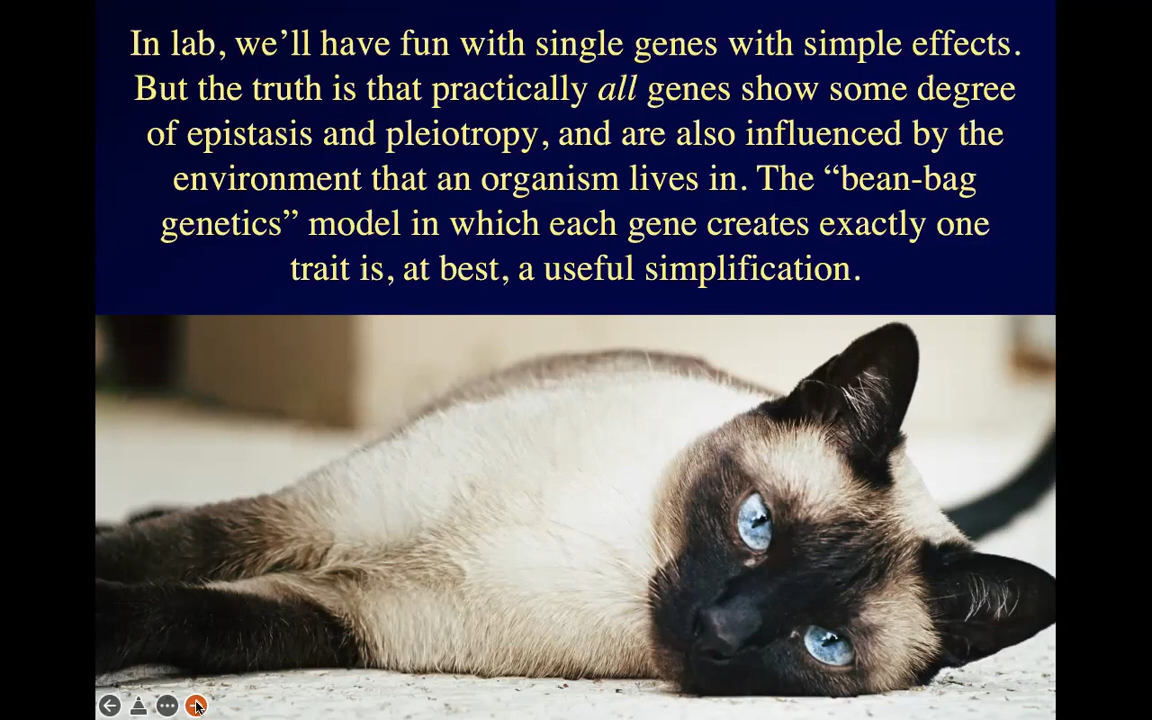 In lab, we’ll have fun with single genes with simple effects.
But the truth is that practically all genes show some degree
of epistasis and pleiotropy, and are also influenced by the
environment that an organism lives in. The “bean-bag
genetics” model in which each gene creates exactly one
trait is, at best, a useful simplification.